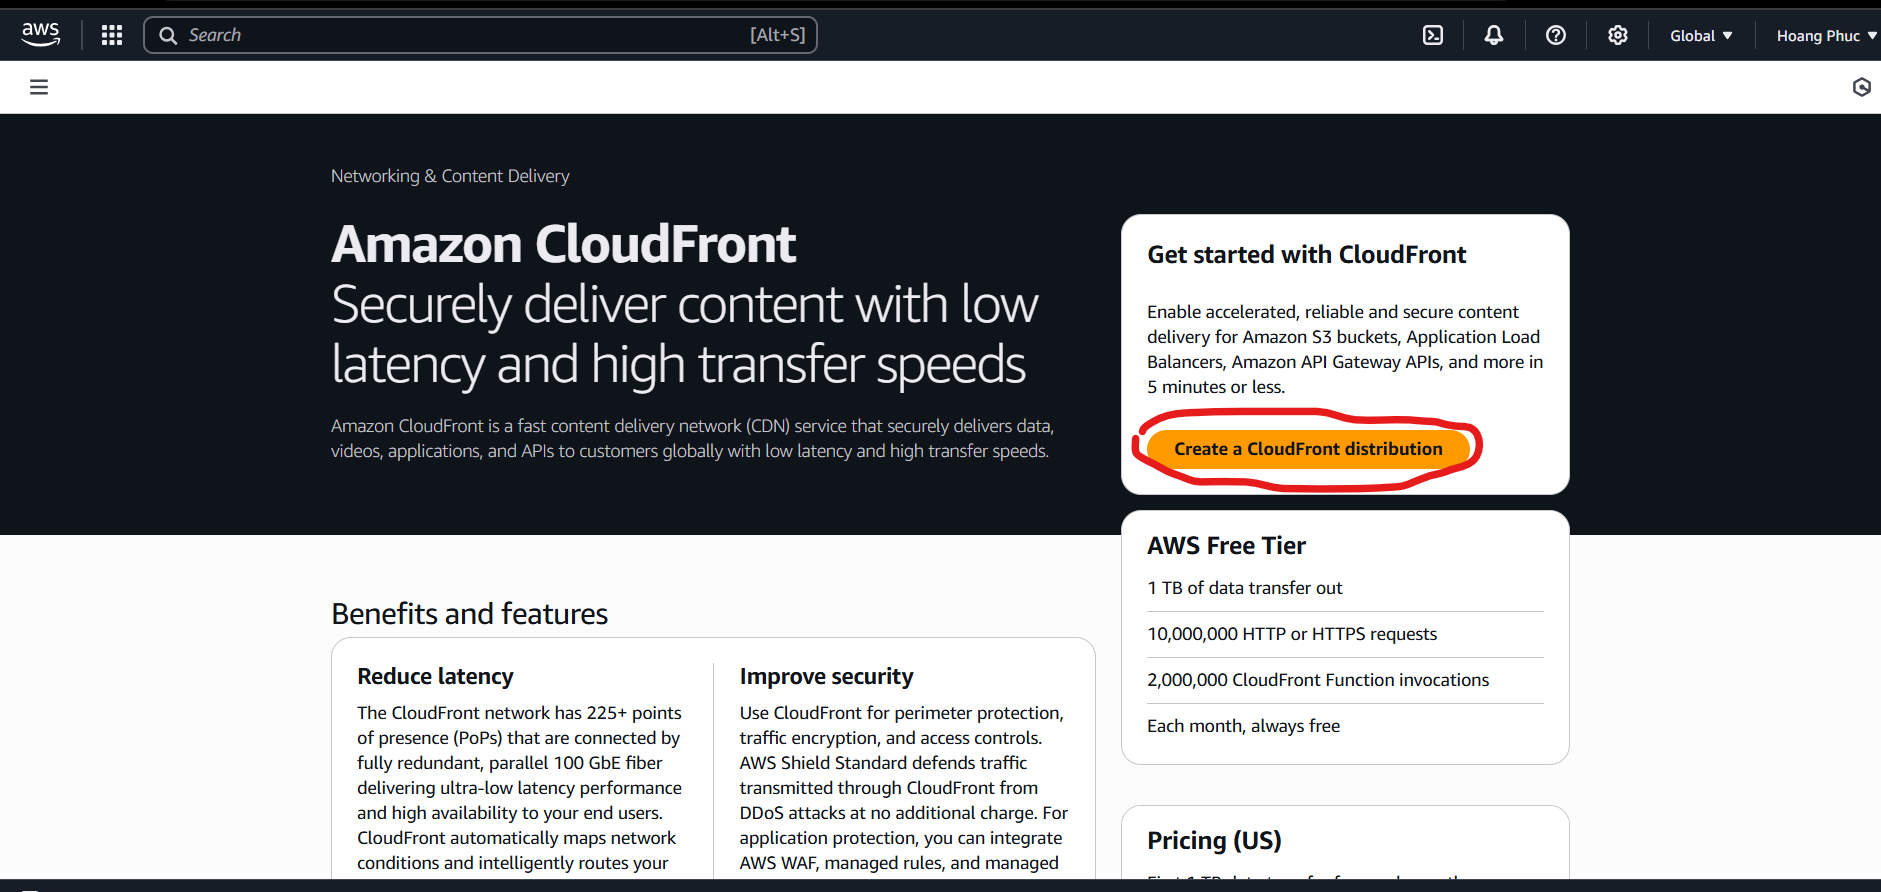 aws
Search
[Alt+S]
Global
Hoang Phuc
Networking & Content Delivery
Amazon CloudFront
Securely deliver content with low
latency and high transfer speeds
Amazon CloudFront is a fast content delivery network (CDN) service that securely delivers data,
videos, applications, and APIs to customers globally with low latency and high transfer speeds.
Get started with CloudFront
Enable accelerated, reliable and secure content
delivery for Amazon S3 buckets, Application Load
Balancers, Amazon API Gateway APIs, and more in
5 minutes or less.
Create a CloudFront distribution
AWS Free Tier
1 TB of data transfer out
10,000,000 HTTP or HTTPS requests
2,000,000 CloudFront Function invocations
Each month, always free
Benefits and features
Reduce latency
The CloudFront network has 225+ points
of presence (PoPs) that are connected by
fully redundant, parallel 100 GbE fiber
delivering ultra-low latency performance
and high availability to your end users.
CloudFront automatically maps network
conditions and intelligently routes your
Improve security
Use CloudFront for perimeter protection,
traffic encryption, and access controls.
AWS Shield Standard defends traffic
transmitted through CloudFront from
DDoS attacks at no additional charge. For
application protection, you can integrate
AWS WAF, managed rules, and managed
Pricing (US)